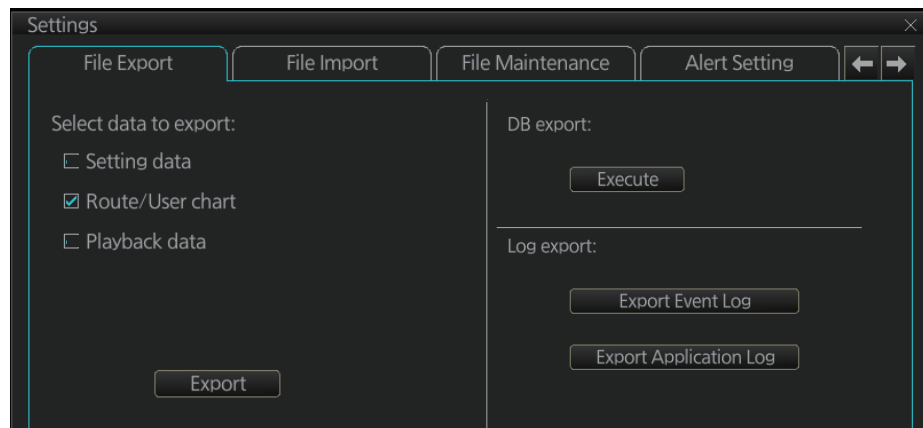 Settings
File Export
File Import
File Maintenance
Alert Setting
Select data to export:
Setting data
Route/User chart
Playback data
Export
DB export:
Execute
Log export:
Export Event Log
Export Application Log